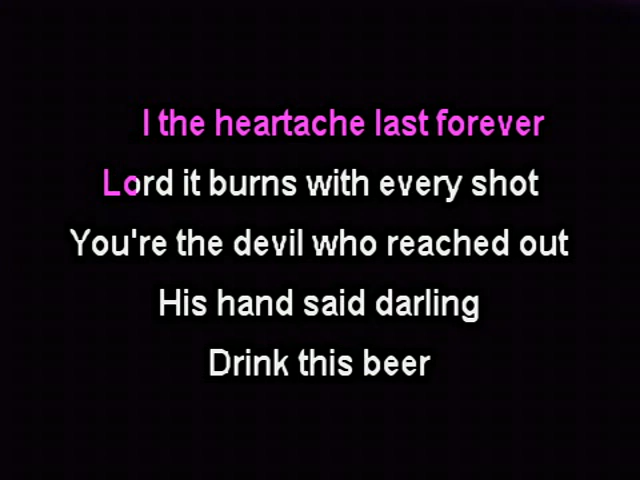 I the heartache last forever
Lord it burns with every shot
You're the devil who reached out
His hand said darling
Drink this beer